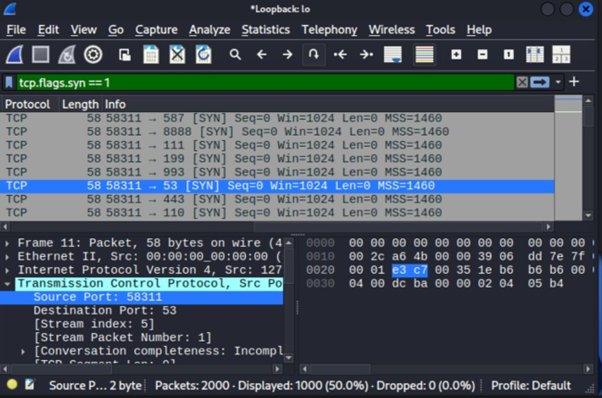 *Loopback: lo
File Edit View Go Capture Analyze Statistics Telephony Wireless Tools Help
tcp.flags.syn == 1
Protocol Length Info
TCP 58 58311 → 587 [SYN] Seq=0 Win=1024 Len=0 MSS=1460
TCP 58 58311 → 8888 [SYN] Seq=0 Win=1024 Len=0 MSS=1460
TCP 58 58311 → 111 [SYN] Seq=0 Win=1024 Len=0 MSS=1460
TCP 58 58311 → 199 [SYN] Seq=0 Win=1024 Len=0 MSS=1460
TCP 58 58311 → 993 [SYN] Seq=0 Win=1024 Len=0 MSS=1460
TCP 58 58311 → 53 [SYN] Seq=0 Win=1024 Len=0 MSS=1460
TCP 58 58311 → 443 [SYN] Seq=0 Win=1024 Len=0 MSS=1460
TCP 58 58311 → 110 [SYN] Seq=0 Win=1024 Len=0 MSS=1460
Frame 11: Packet, 58 bytes on wire (4
Ethernet II, Src: 00:00:00_00:00:00 (
Internet Protocol Version 4, Src: 127
Transmission Control Protocol, Src Po
Source Port: 58311
Destination Port: 53
[Stream index: 5]
[Stream Packet Number: 1]
[Conversation completeness: Incompl
0000 00 00 00 00 00 00 00 00 00 00 00 00
0010 00 2c a6 4b 00 00 39 06 dd 7e 7f
0020 00 01 e3 c7 00 35 1e b6 b6 b6 00
0030 04 00 dc ba 00 00 02 04 05 b4
Source P... 2 byte Packets: 2000 · Displayed: 1000 (50.0%) · Dropped: 0 (0.0%) Profile: Default